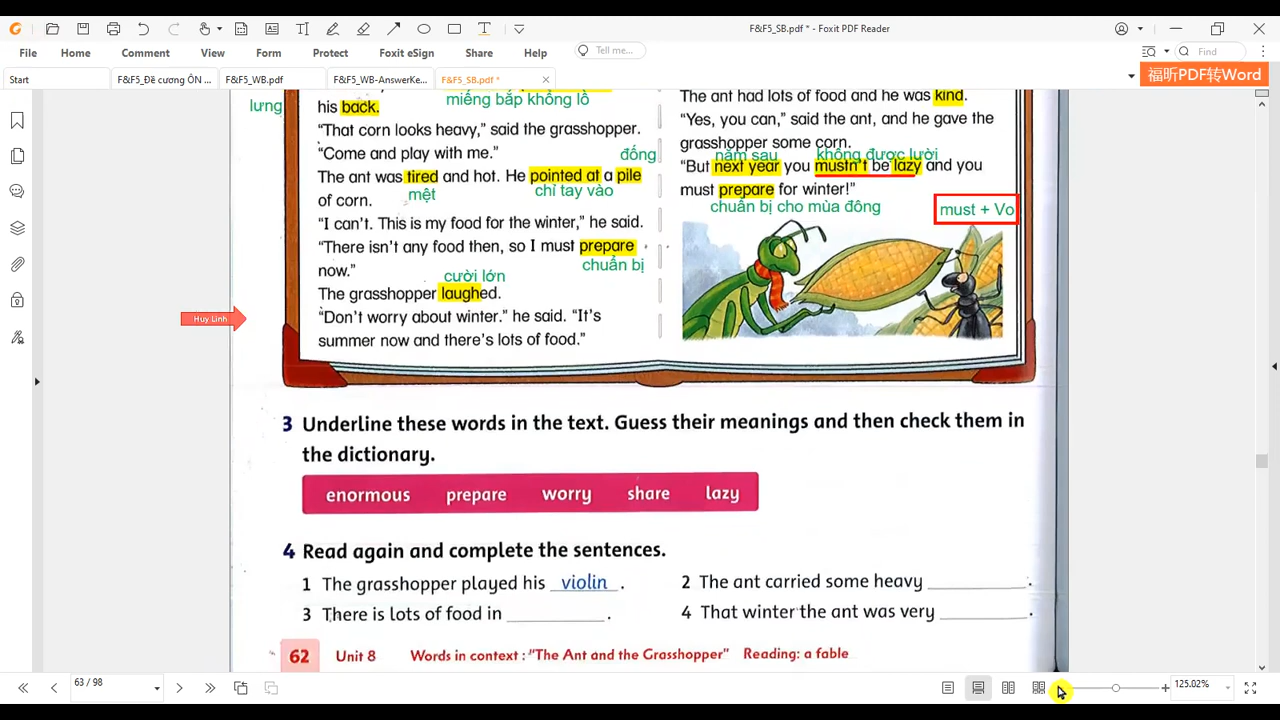 F&F5_SB.pdf * - Foxit PDF Reader
File Home Comment View Form Protect Foxit eSign Share Help Tell me... Find
Start F&F5_Đề cương ÔN ... F&F5_WB.pdf F&F5_WB-AnswerKe... F&F5_SB.pdf *
福昕PDF转Word
lưng
miếng bắp khổng lồ
his back.
"That corn looks heavy," said the grasshopper.
"Come and play with me."
đống
The ant was tired and hot. He pointed at a pile
mệt chỉ tay vào
of corn.
"I can't. This is my food for the winter," he said.
"There isn't any food then, so I must prepare
chuẩn bị
now."
cười lớn
The grasshopper laughed.
"Don't worry about winter." he said. "It's
summer now and there's lots of food."
The ant had lots of food and he was kind.
"Yes, you can," said the ant, and he gave the
grasshopper some corn.
năm sau không được lười
"But next year you mustn't be lazy and you
must prepare for winter!"
chuẩn bị cho mùa đông
must + Vo
Huy Linh
3 Underline these words in the text. Guess their meanings and then check them in
the dictionary.
enormous prepare worry share lazy
4 Read again and complete the sentences.
1 The grasshopper played his violin .
2 The ant carried some heavy __________ .
3 There is lots of food in __________ .
4 That winter the ant was very __________ .
62 Unit 8 Words in context : "The Ant and the Grasshopper" Reading: a fable
63 / 98
125.02%